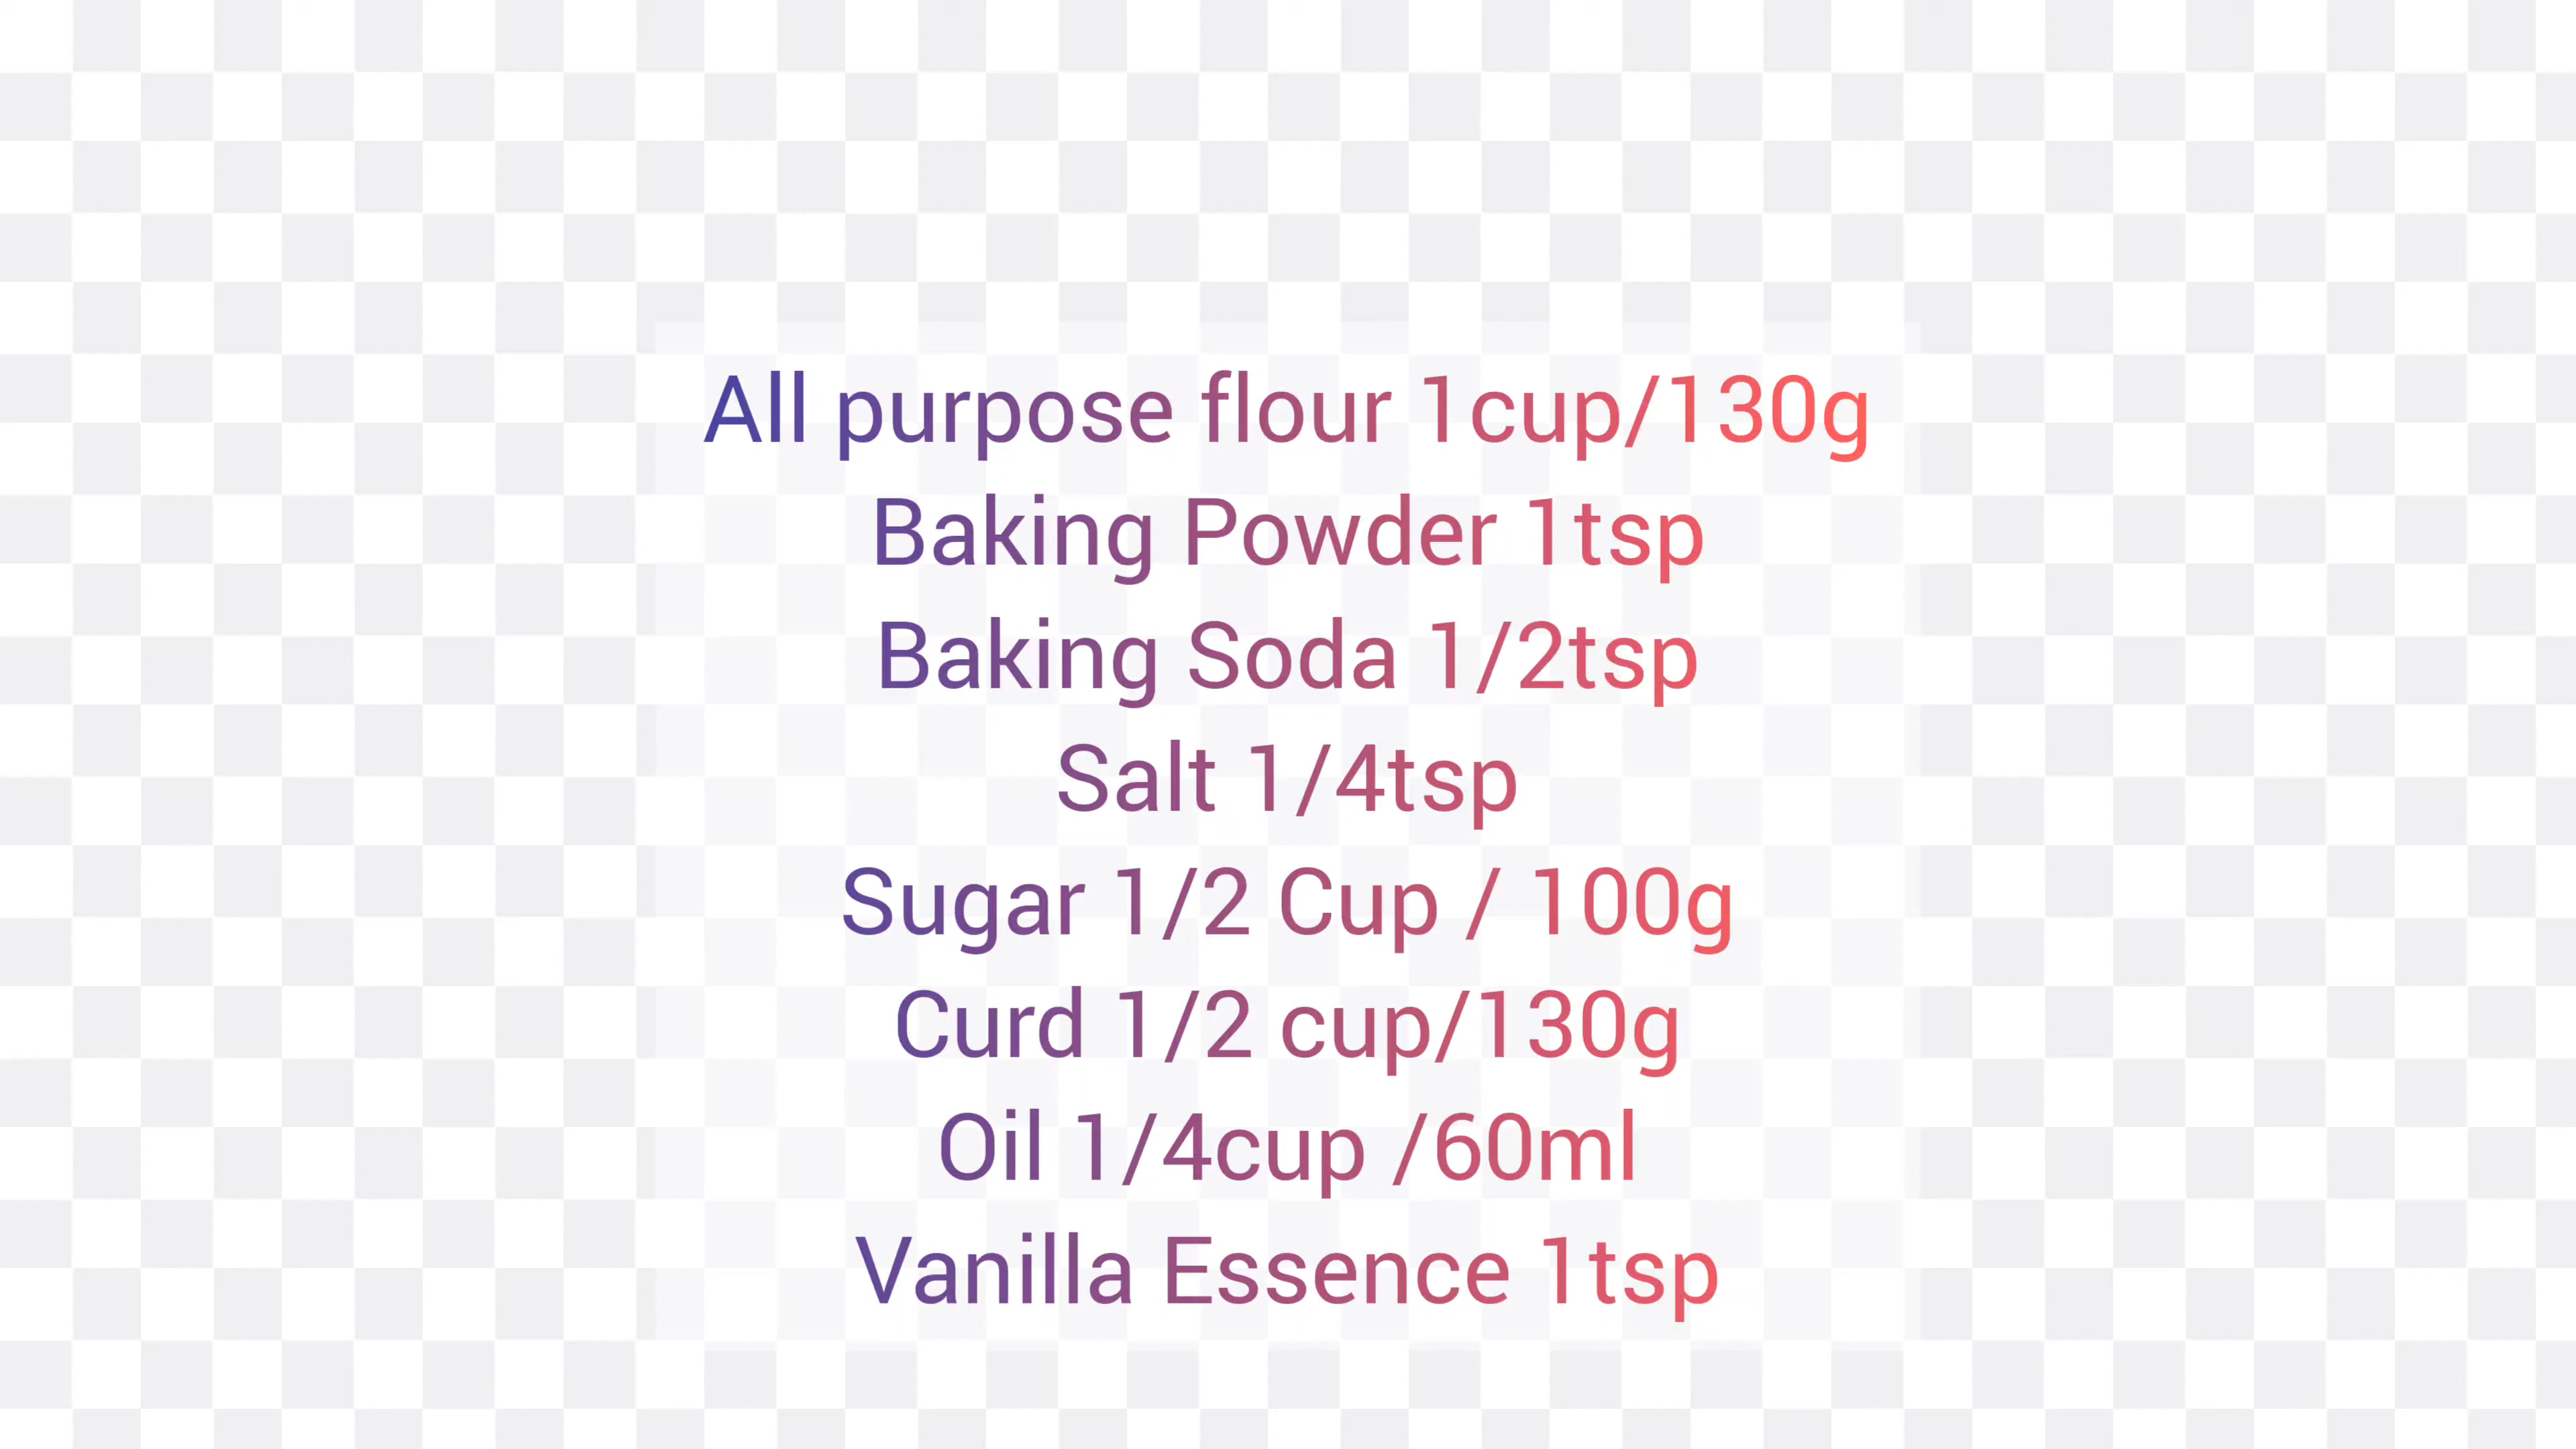 All purpose flour 1cup/130g
Baking Powder 1tsp
Baking Soda 1/2tsp
Salt 1/4tsp
Sugar 1/2 Cup / 100g
Curd 1/2 cup/130g
Oil 1/4cup /60ml
Vanilla Essence 1tsp